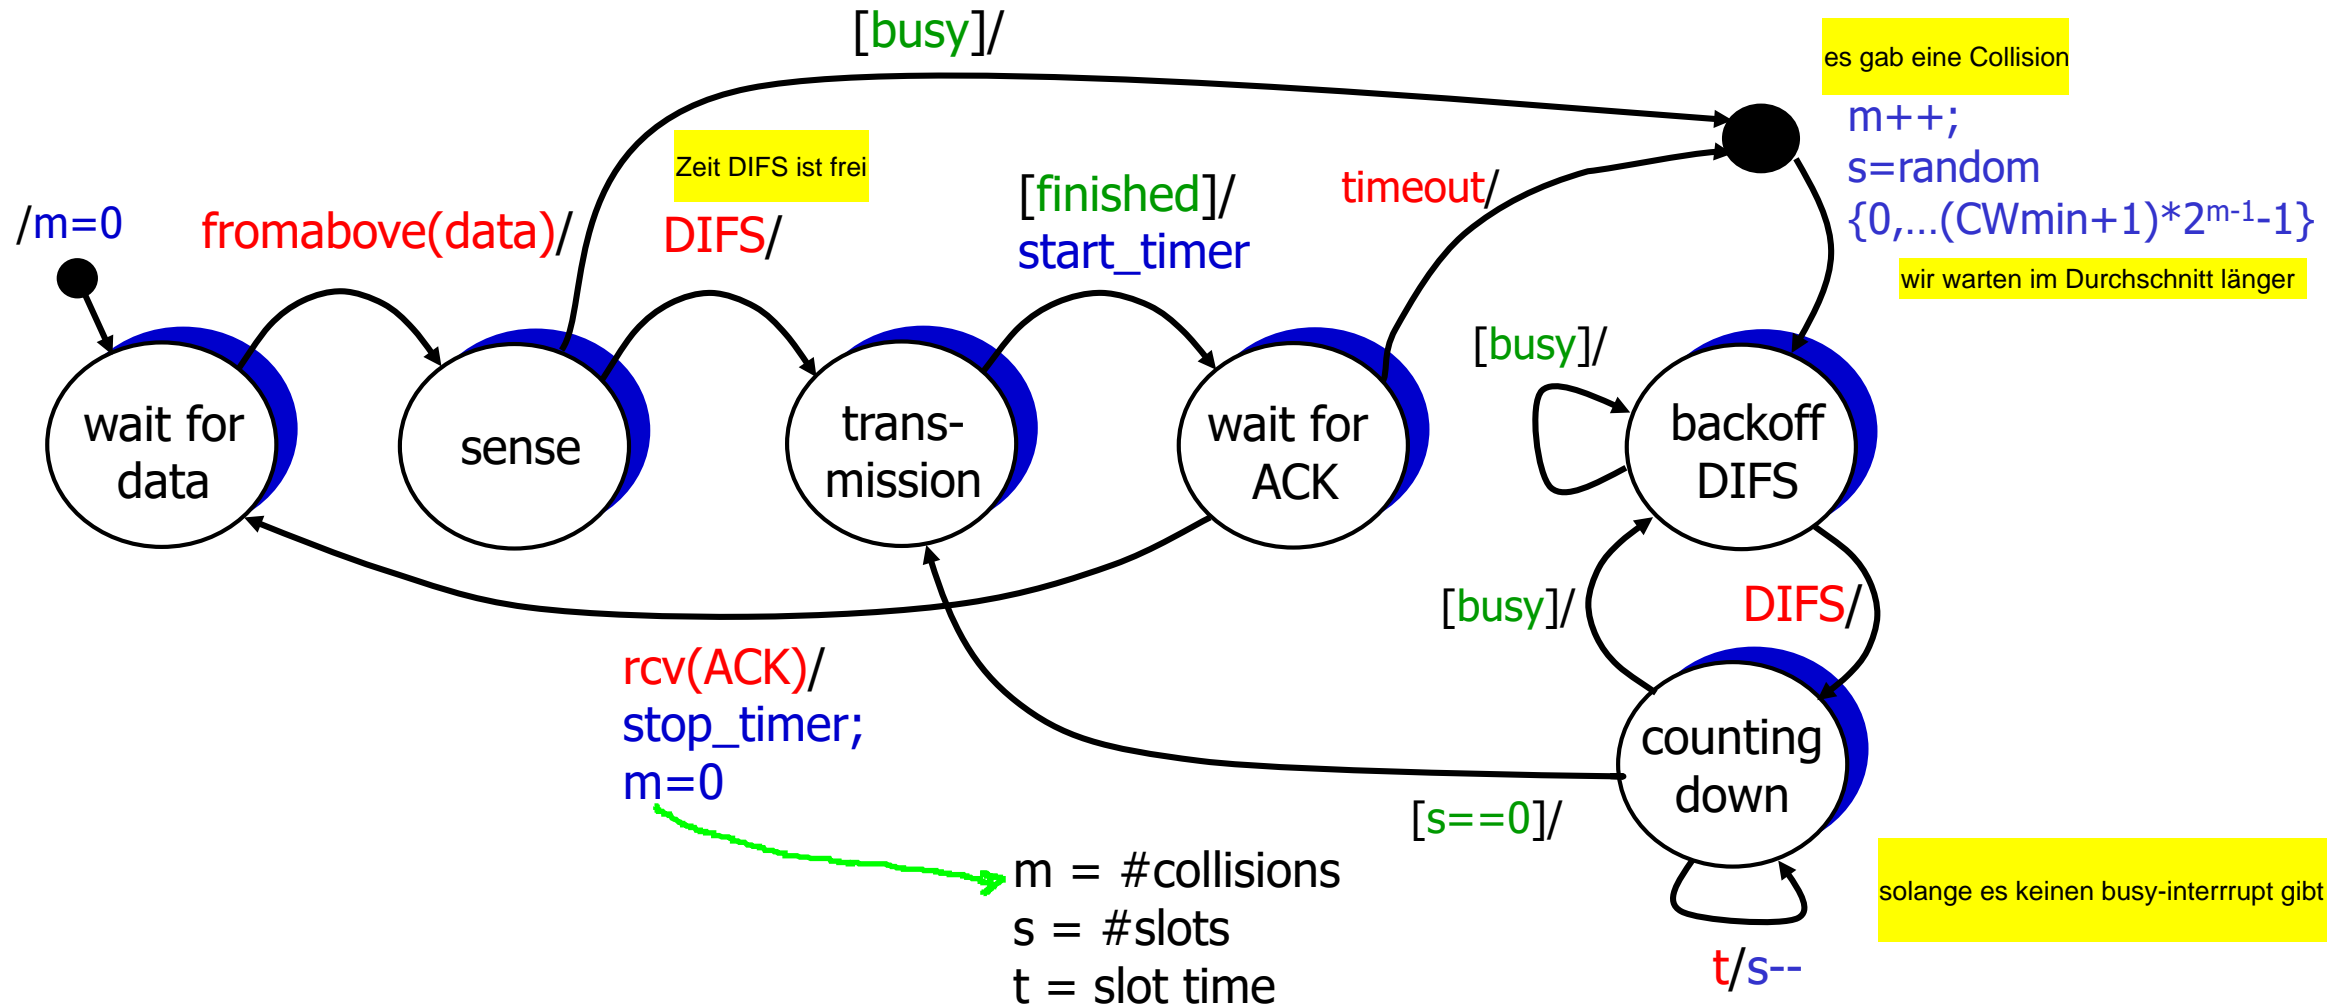 [busy]/
es gab eine Collision
m++;
s=random
{0,...(CWmin+1)*2^m-1-1}
wir warten im Durchschnitt länger
Zeit DIFS ist frei
/m=0
fromabove(data)/
DIFS/
[finished]/
start_timer
timeout/
[busy]/
wait for
data
sense
trans-
mission
wait for
ACK
backoff
DIFS
[busy]/
DIFS/
rcv(ACK)/
stop_timer;
m=0
counting
down
[s==0]/
m = #collisions
s = #slots
t = slot time
solange es keinen busy-interrrupt gibt
t/s--